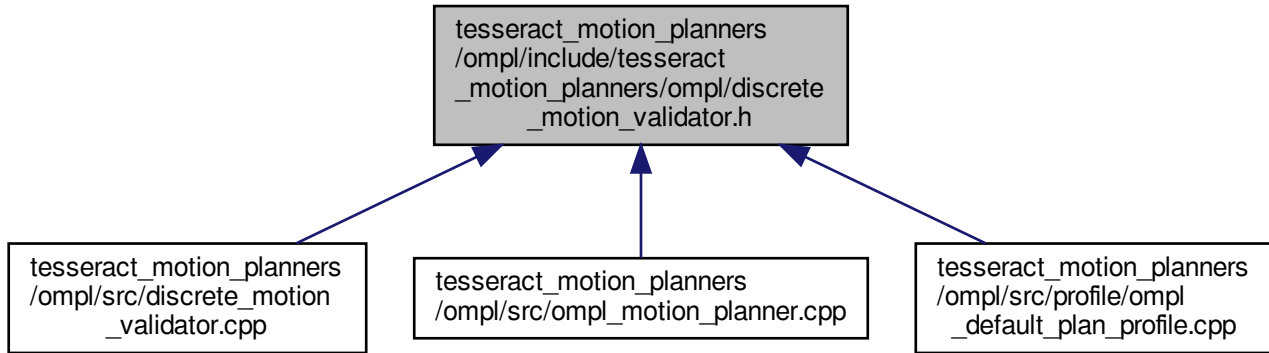 tesseract_motion_planners
/ompl/include/tesseract
_motion_planners/ompl/discrete
_motion_validator.h
tesseract_motion_planners
/ompl/src/discrete_motion
_validator.cpp
tesseract_motion_planners
/ompl/src/ompl_motion_planner.cpp
tesseract_motion_planners
/ompl/src/profile/ompl
_default_plan_profile.cpp